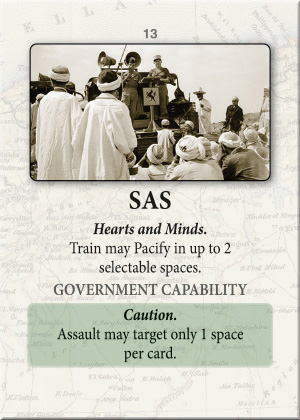 13
SAS
Hearts and Minds.
Train may Pacify in up to 2
selectable spaces.
GOVERNMENT CAPABILITY
Caution.
Assault may target only 1 space
per card.